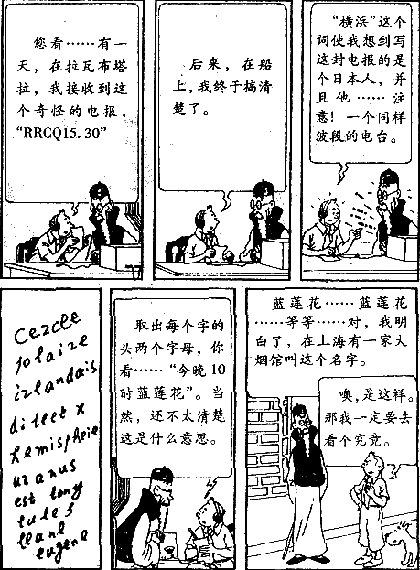 您看……有一
天，在拉瓦布塔
拉，我接收到这
个奇怪的电报，
“RRCQ15.30”
后来，在船
上，我终于搞清
楚了。
“横滨”这个
词使我想到写
这封电报的是
个日本人，并
且他……注
意！一个同样
波段的电台。
Cercle
polaire
irlandais
direct x
hemispheie
uranus
est long
tudes
lland
eugene
取出每个字的
头两个字母，你
看……“今晚10
时蓝莲花”。当
然，还不太清楚
这是什么意思。
蓝莲花……蓝莲花
……等等……对，我明
白了，在上海有一家大
烟馆叫这个名字。
噢，是这样。
那我一定要去
看个究竟。